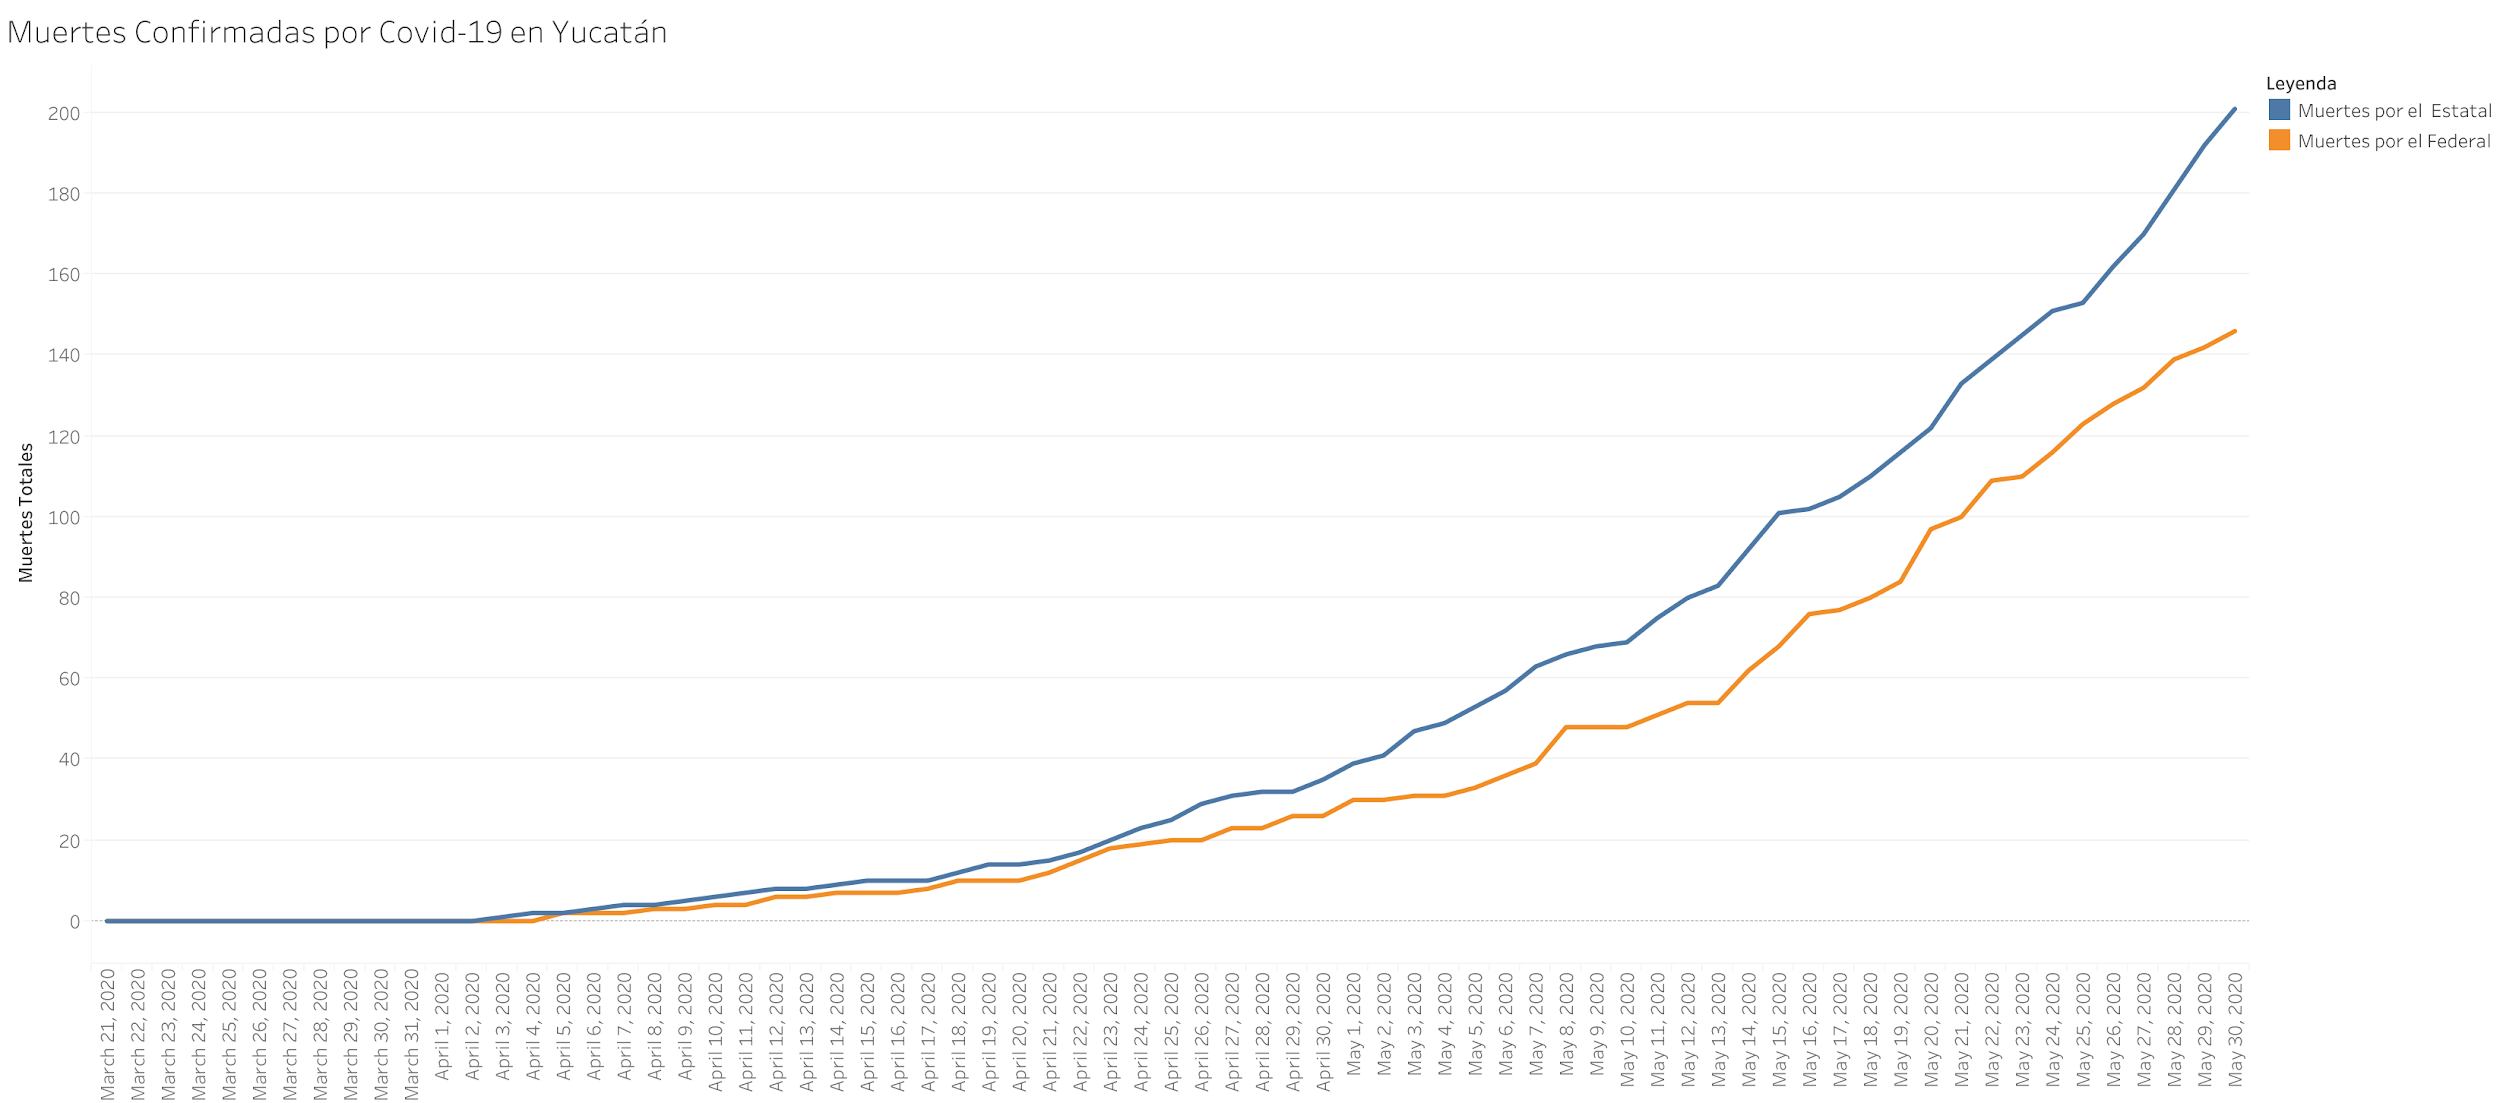 Muertes Confirmadas por Covid-19 en Yucatán
Leyenda
Muertes por el  Estatal
Muertes por el Federal
Muertes Totales
200
180
160
140
120
100
80
60
40
20
0
March 21, 2020
March 22, 2020
March 23, 2020
March 24, 2020
March 25, 2020
March 26, 2020
March 27, 2020
March 28, 2020
March 29, 2020
March 30, 2020
March 31, 2020
April 1, 2020
April 2, 2020
April 3, 2020
April 4, 2020
April 5, 2020
April 6, 2020
April 7, 2020
April 8, 2020
April 9, 2020
April 10, 2020
April 11, 2020
April 12, 2020
April 13, 2020
April 14, 2020
April 15, 2020
April 16, 2020
April 17, 2020
April 18, 2020
April 19, 2020
April 20, 2020
April 21, 2020
April 22, 2020
April 23, 2020
April 24, 2020
April 25, 2020
April 26, 2020
April 27, 2020
April 28, 2020
April 29, 2020
April 30, 2020
May 1, 2020
May 2, 2020
May 3, 2020
May 4, 2020
May 5, 2020
May 6, 2020
May 7, 2020
May 8, 2020
May 9, 2020
May 10, 2020
May 11, 2020
May 12, 2020
May 13, 2020
May 14, 2020
May 15, 2020
May 16, 2020
May 17, 2020
May 18, 2020
May 19, 2020
May 20, 2020
May 21, 2020
May 22, 2020
May 23, 2020
May 24, 2020
May 25, 2020
May 26, 2020
May 27, 2020
May 28, 2020
May 29, 2020
May 30, 2020